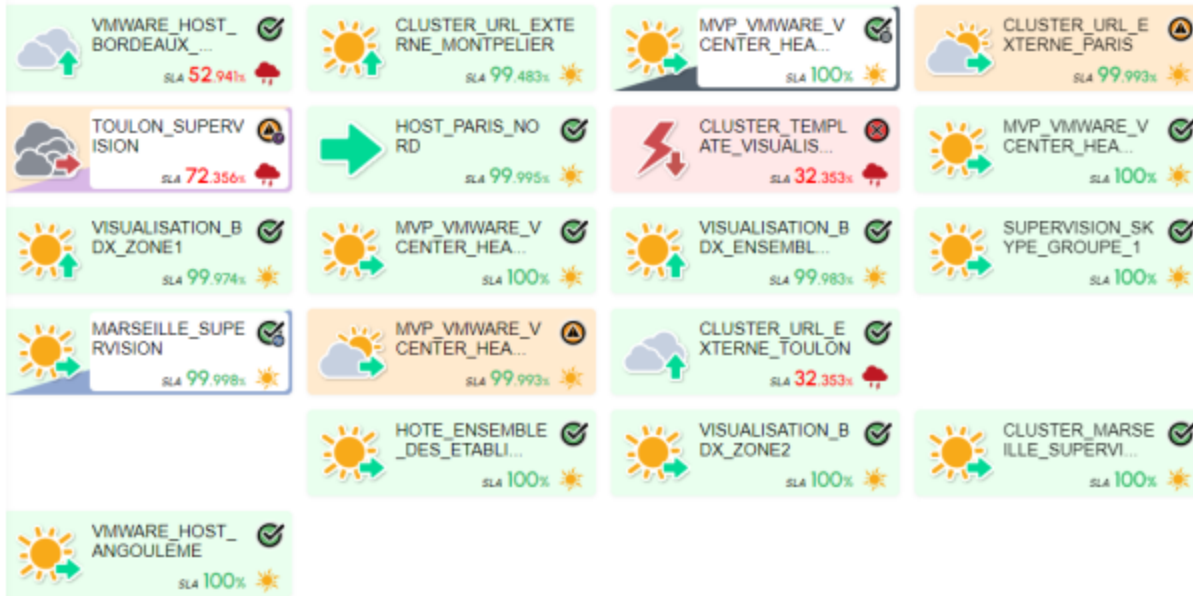 VMWARE_HOST_
BORDEAUX_...
SLA 52.941%
CLUSTER_URL_EXTE
RNE_MONTPELIER
SLA 99.483%
MVP_VMWARE_V
CENTER_HEA...
SLA 100%
CLUSTER_URL_E
XTERNE_PARIS
SLA 99.993%
TOULON_SUPERV
ISION
SLA 72.356%
HOST_PARIS_NO
RD
SLA 99.995%
CLUSTER_TEMPL
ATE_VISUALIS...
SLA 32.353%
MVP_VMWARE_V
CENTER_HEA...
SLA 100%
VISUALISATION_B
DX_ZONE1
SLA 99.974%
MVP_VMWARE_V
CENTER_HEA...
SLA 100%
VISUALISATION_B
DX_ENSEMBL...
SLA 99.983%
SUPERVISION_SK
YPE_GROUPE_1
SLA 100%
MARSEILLE_SUPE
RVISION
SLA 99.998%
MVP_VMWARE_V
CENTER_HEA...
SLA 99.993%
CLUSTER_URL_E
XTERNE_TOULON
SLA 32.353%
HOTE_ENSEMBLE
_DES_ETABLI...
SLA 100%
VISUALISATION_B
DX_ZONE2
SLA 100%
CLUSTER_MARSE
ILLE_SUPERVI...
SLA 100%
VMWARE_HOST_
ANGOULEME
SLA 100%